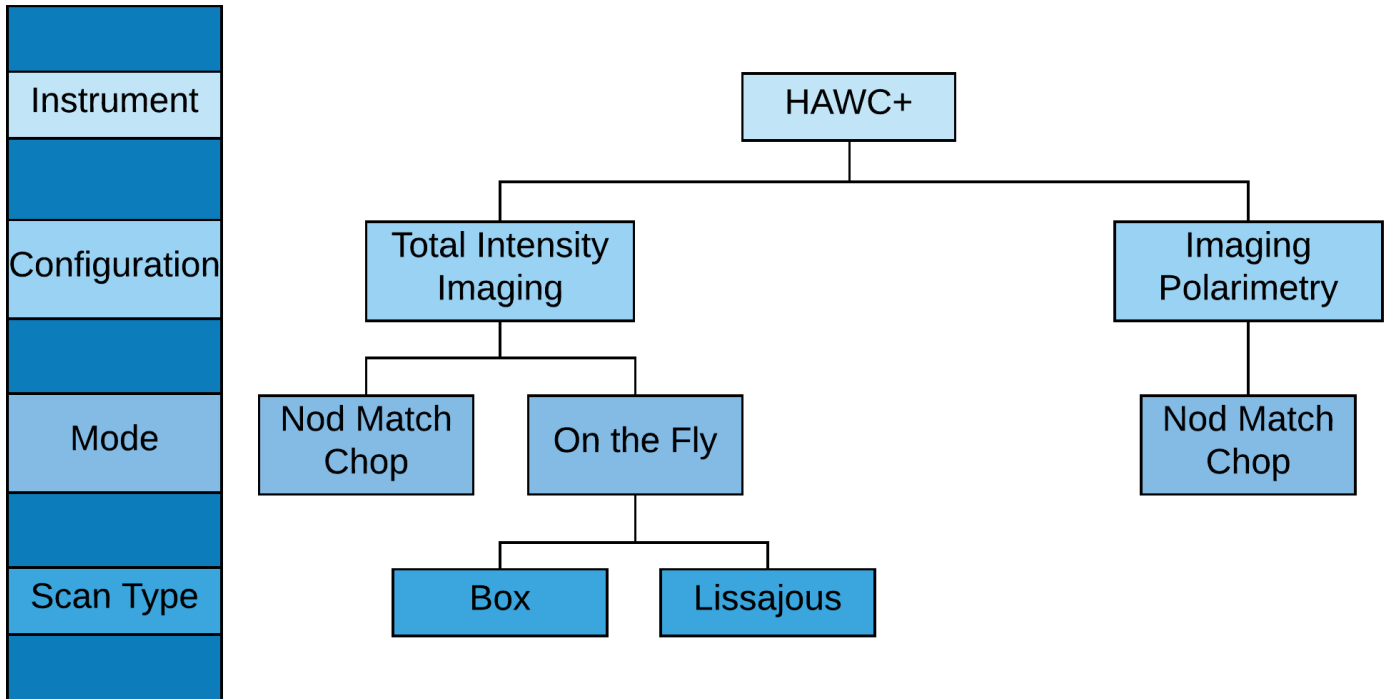 Instrument
HAWC+
Configuration
Total Intensity
Imaging
Imaging
Polarimetry
Mode
Nod Match
Chop
On the Fly
Nod Match
Chop
Scan Type
Box
Lissajous